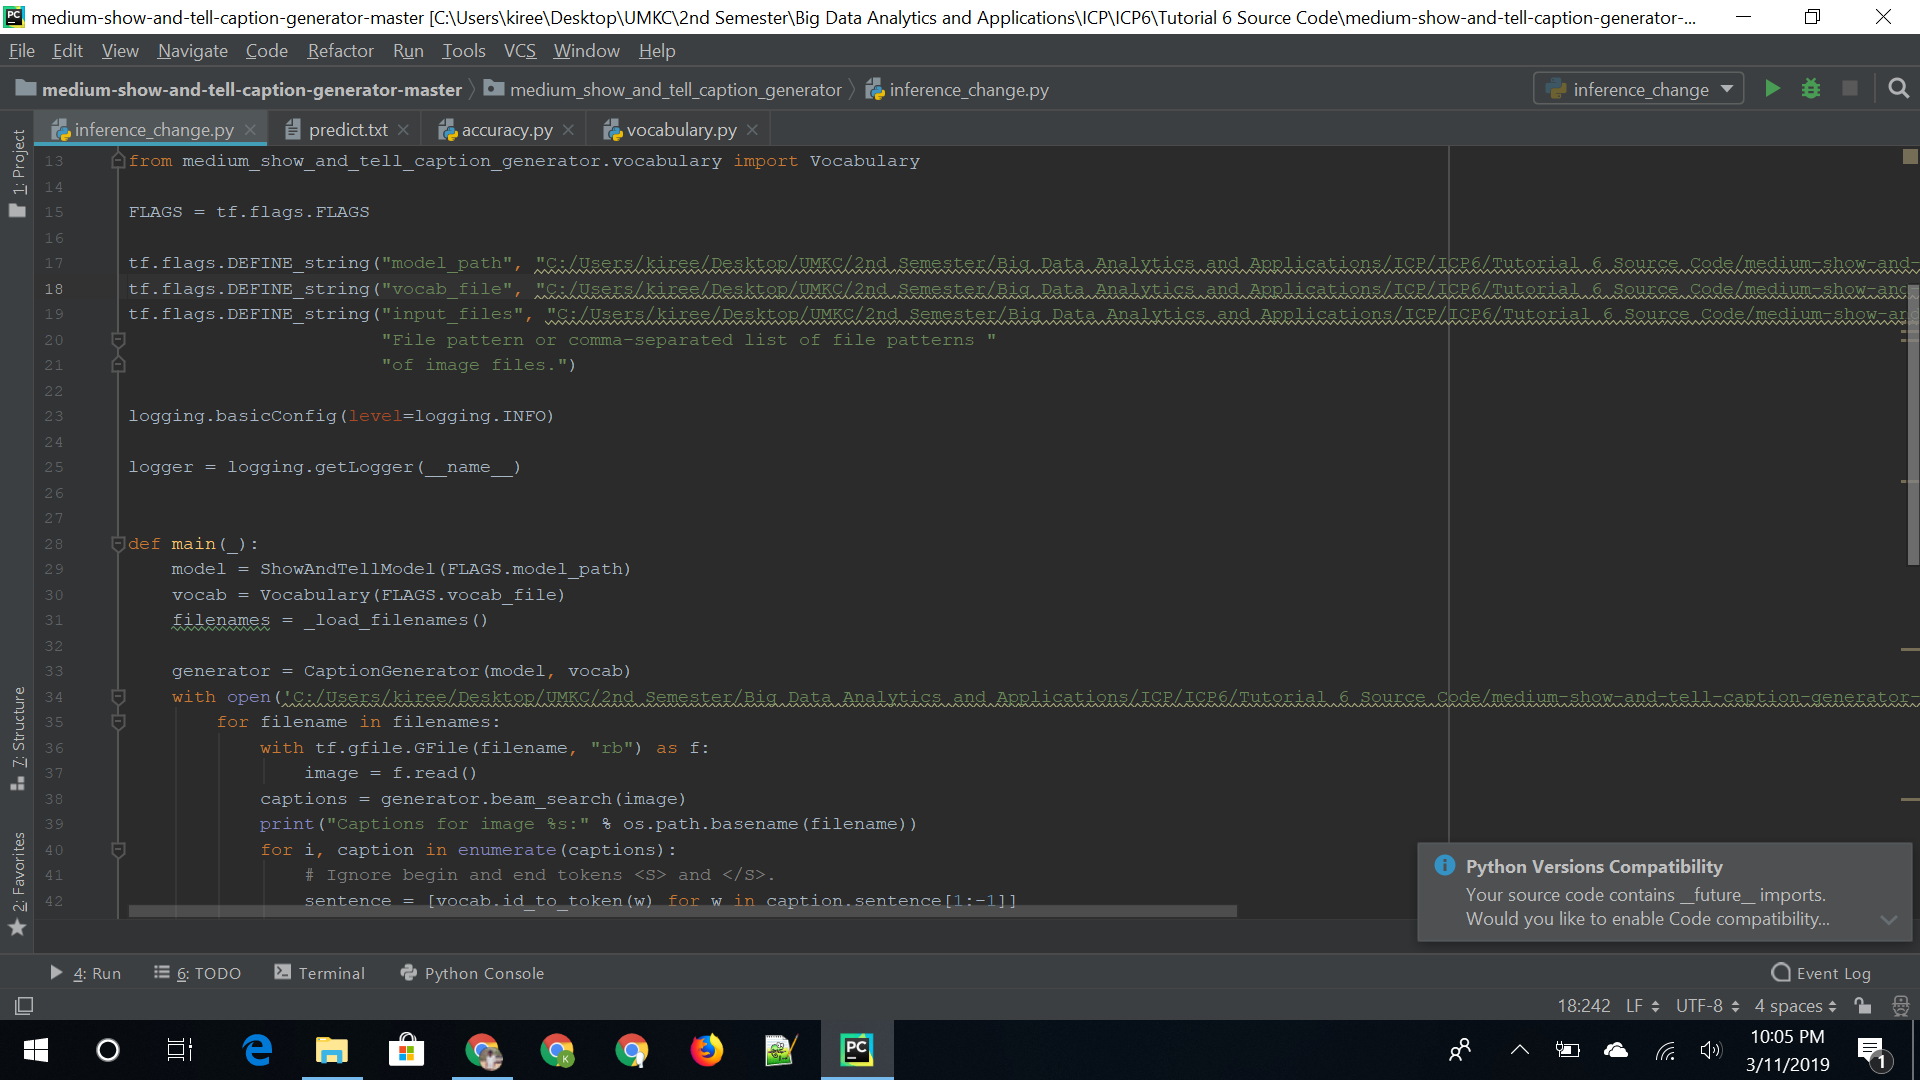 medium-show-and-tell-caption-generator-master [C:\Users\kiree\Desktop\UMKC\2nd Semester\Big Data Analytics and Applications\ICP\ICP6\Tutorial 6 Source Code\medium-show-and-tell-caption-generator-...
File Edit View Navigate Code Refactor Run Tools VCS Window Help
medium-show-and-tell-caption-generator-master medium_show_and_tell_caption_generator inference_change.py inference_change
inference_change.py predict.txt accuracy.py vocabulary.py
1: Project
7: Structure
2: Favorites
13 from medium_show_and_tell_caption_generator.vocabulary import Vocabulary
14
15 FLAGS = tf.flags.FLAGS
16
17 tf.flags.DEFINE_string("model_path", "C:/Users/kiree/Desktop/UMKC/2nd Semester/Big Data Analytics and Applications/ICP/ICP6/Tutorial 6 Source Code/medium-show-and-
18 tf.flags.DEFINE_string("vocab_file", "C:/Users/kiree/Desktop/UMKC/2nd Semester/Big Data Analytics and Applications/ICP/ICP6/Tutorial 6 Source Code/medium-show-and-
19 tf.flags.DEFINE_string("input_files", "C:/Users/kiree/Desktop/UMKC/2nd Semester/Big Data Analytics and Applications/ICP/ICP6/Tutorial 6 Source Code/medium-show-and
20 "File pattern or comma-separated list of file patterns "
21 "of image files.")
22
23 logging.basicConfig(level=logging.INFO)
24
25 logger = logging.getLogger(__name__)
26
27
28 def main(_):
29 model = ShowAndTellModel(FLAGS.model_path)
30 vocab = Vocabulary(FLAGS.vocab_file)
31 filenames = _load_filenames()
32
33 generator = CaptionGenerator(model, vocab)
34 with open('C:/Users/kiree/Desktop/UMKC/2nd Semester/Big Data Analytics and Applications/ICP/ICP6/Tutorial 6 Source Code/medium-show-and-tell-caption-generator-
35 for filename in filenames:
36 with tf.gfile.GFile(filename, "rb") as f:
37 image = f.read()
38 captions = generator.beam_search(image)
39 print("Captions for image %s:" % os.path.basename(filename))
40 for i, caption in enumerate(captions):
41 # Ignore begin and end tokens <S> and </S>.
42 sentence = [vocab.id_to_token(w) for w in caption.sentence[1:-1]]
Python Versions Compatibility
Your source code contains __future__ imports.
Would you like to enable Code compatibility...
4: Run 6: TODO Terminal Python Console Event Log
18:242 LF UTF-8 4 spaces
10:05 PM
3/11/2019
1